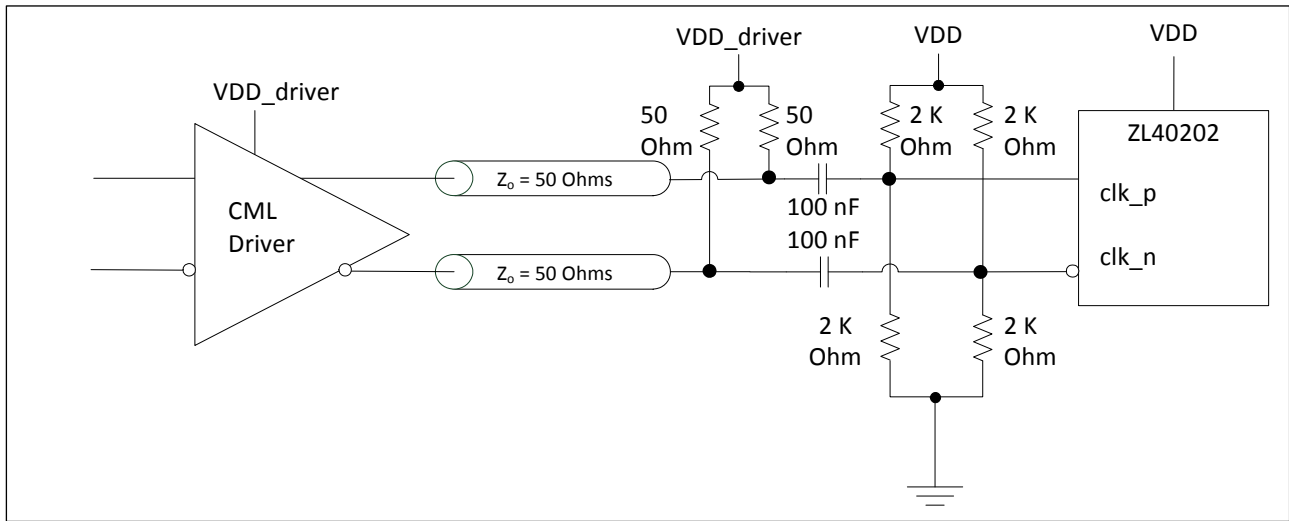 VDD_driver
VDD
VDD
VDD_driver
50
Ohm
50
Ohm
2 K
Ohm
2 K
Ohm
ZL40202
Zo = 50 Ohms
clk_p
CML
Driver
100 nF
100 nF
clk_n
Zo = 50 Ohms
2 K
Ohm
2 K
Ohm